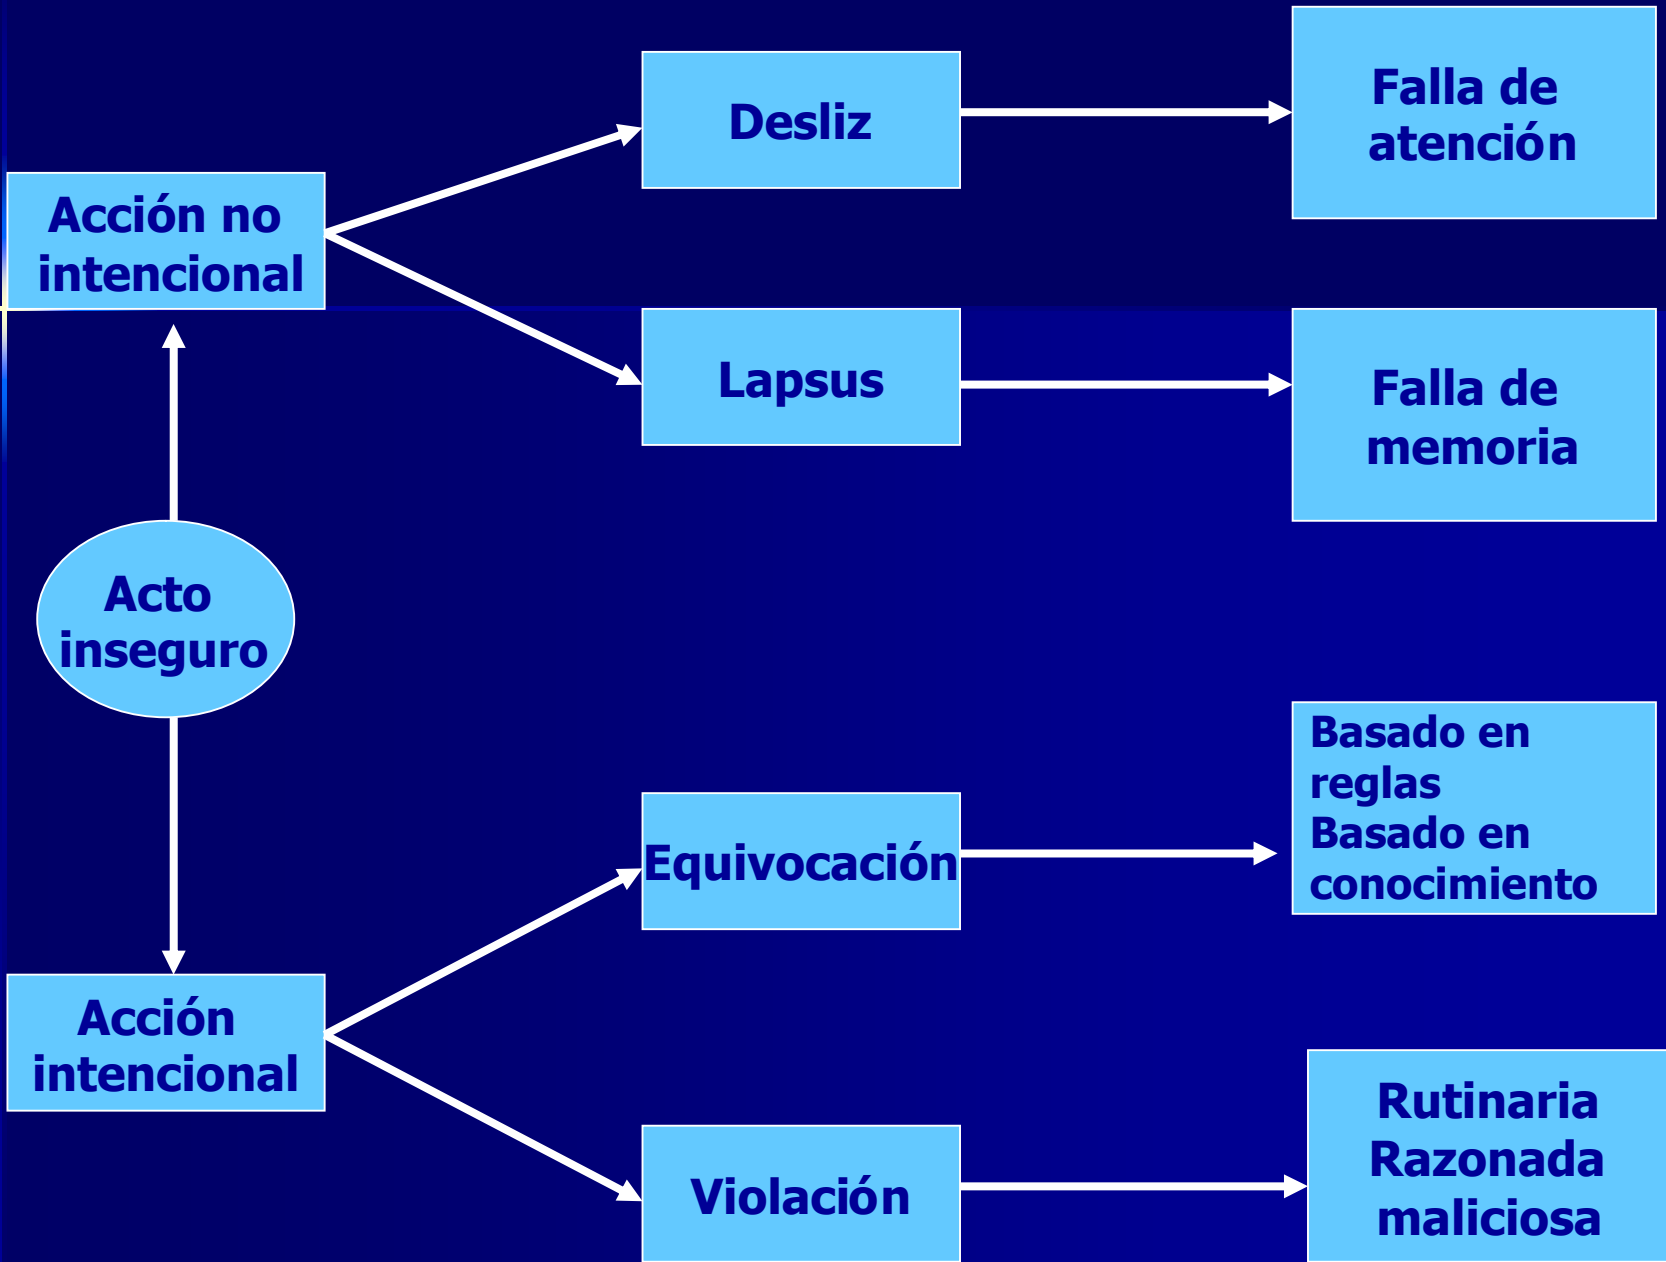 Desliz
Falla de
atención
Acción no
intencional
Lapsus
Falla de
memoria
Acto
inseguro
Equivocación
Basado en
reglas
Basado en
conocimiento
Acción
intencional
Violación
Rutinaria
Razonada
maliciosa